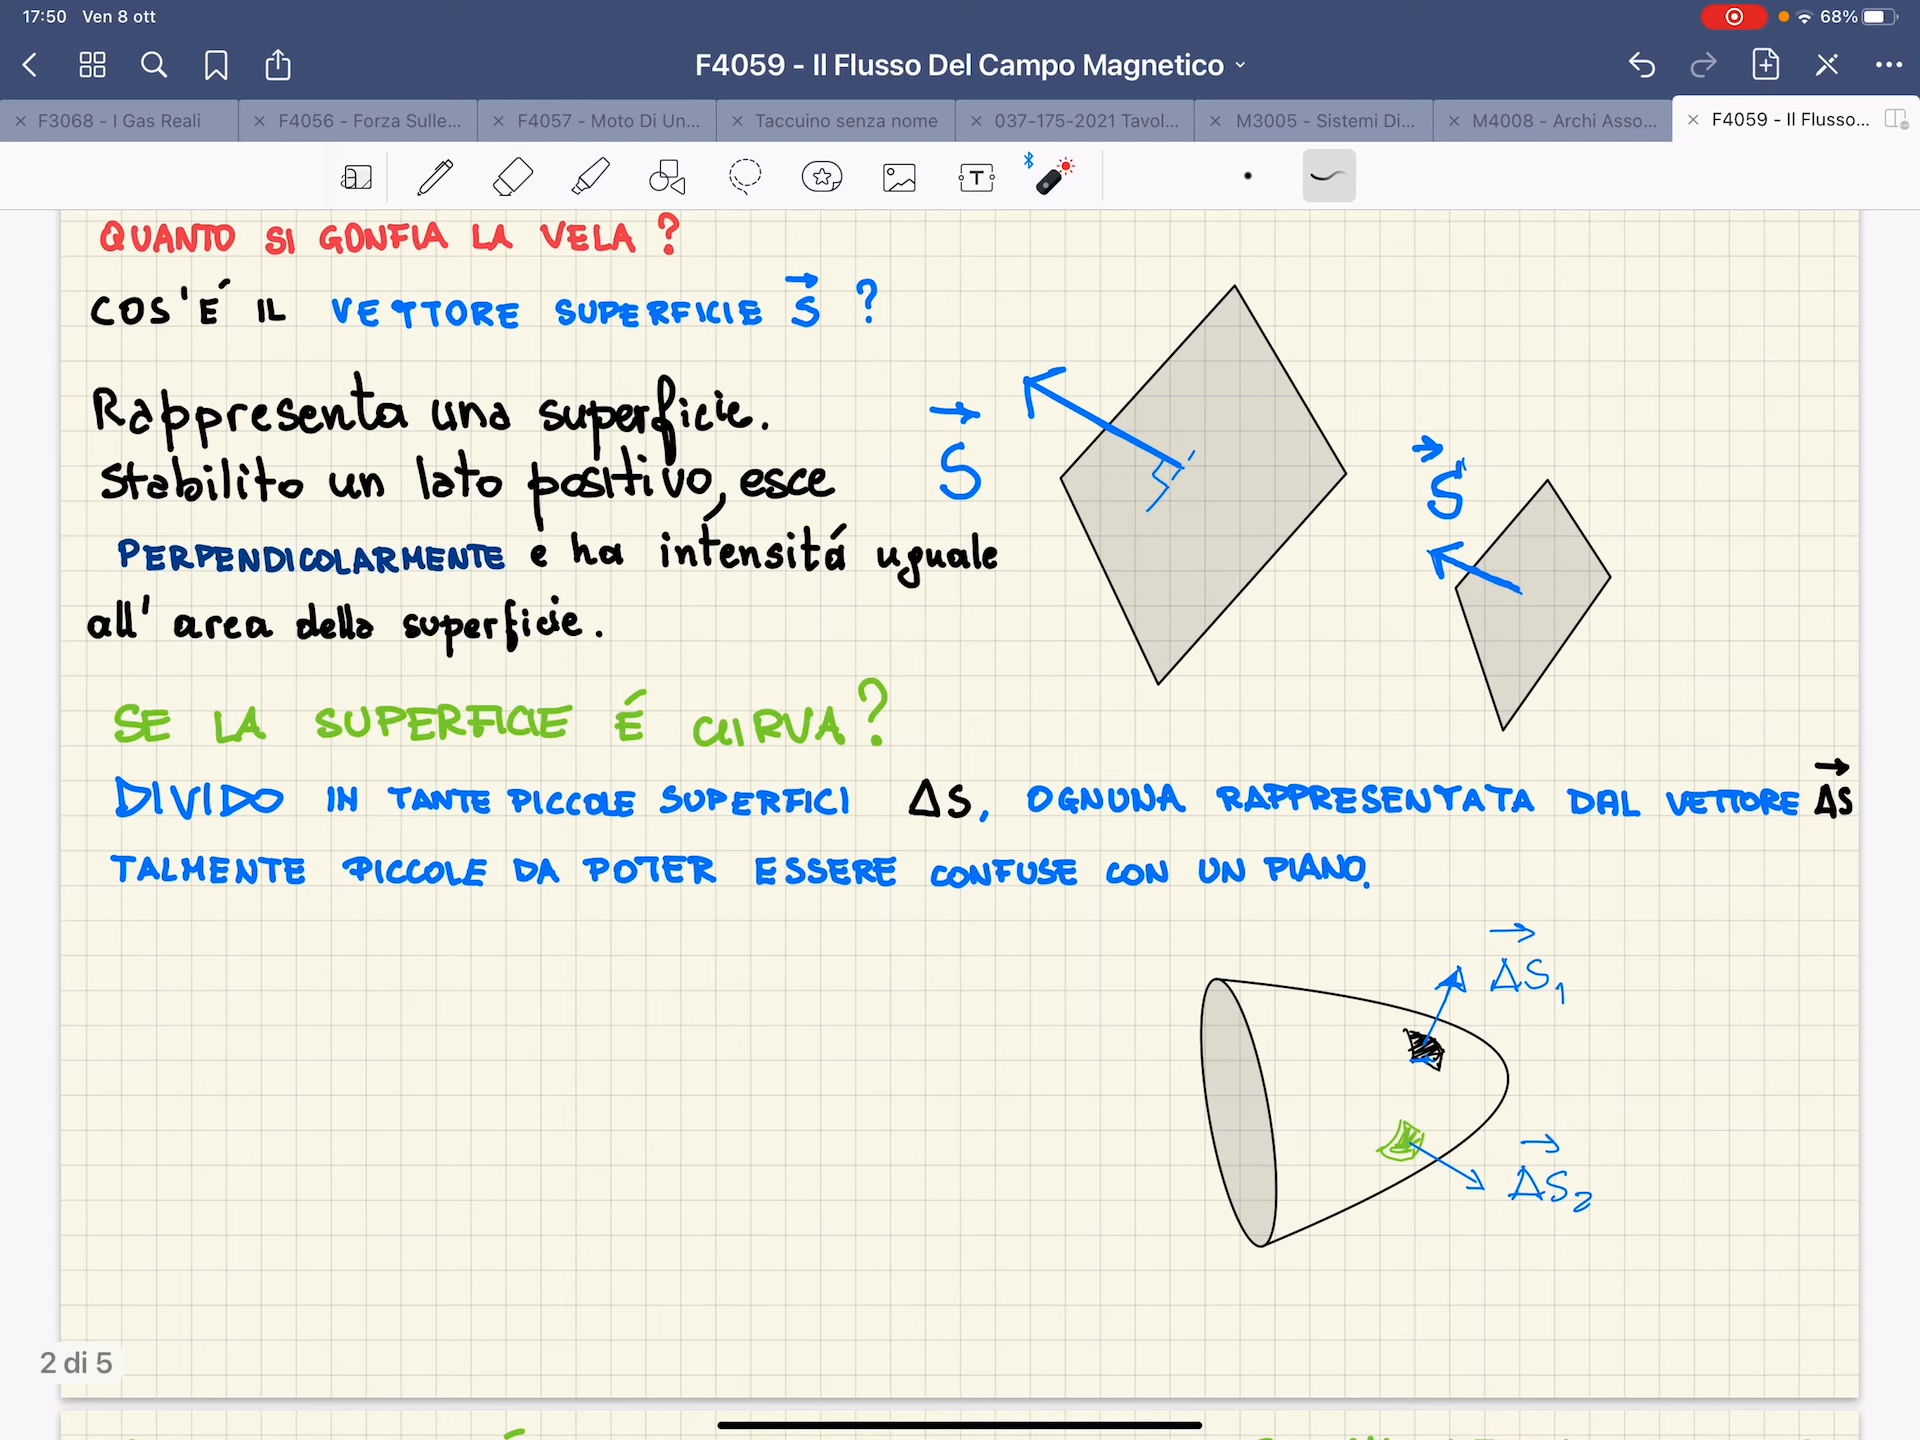 17:50 Ven 8 ott
68%
F4059 - Il Flusso Del Campo Magnetico
F3068 - I Gas Reali
F4056 - Forza Sulle...
F4057 - Moto Di Un...
Taccuino senza nome
037-175-2021 Tavol...
M3005 - Sistemi Di...
M4008 - Archi Asso...
F4059 - Il Flusso...
QUANTO SI GONFIA LA VELA ?
COS'É IL VETTORE SUPERFICIE S⃗ ?
Rappresenta una superficie.
Stabilito un lato positivo, esce
PERPENDICOLARMENTE e ha intensitá uguale
all' area della superficie.
S⃗
S⃗
SE LA SUPERFICIE É CURVA?
DIVIDO IN TANTE PICCOLE SUPERFICI ΔS, OGNUNA RAPPRESENTATA DAL VETTORE ΔS⃗
TALMENTE PICCOLE DA POTER ESSERE CONFUSE CON UN PIANO.
ΔS⃗₁
ΔS⃗₂
2 di 5